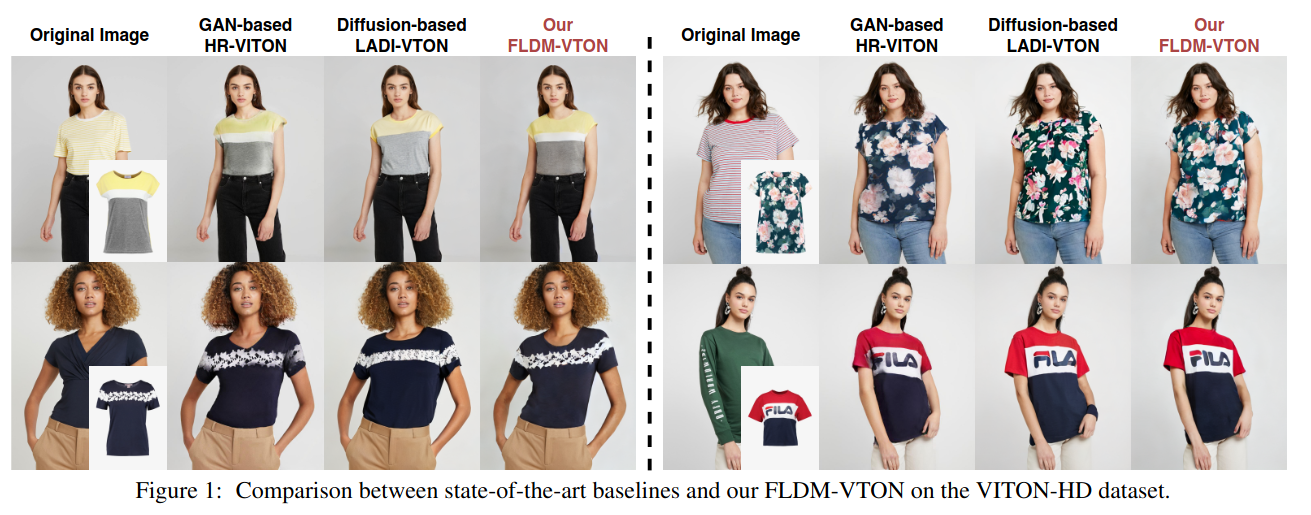 Original Image
GAN-based
HR-VITON
Diffusion-based
LADI-VTON
Our
FLDM-VTON
Original Image
GAN-based
HR-VITON
Diffusion-based
LADI-VTON
Our
FLDM-VTON
FILA
FILA
FILA
FILA
Figure 1: Comparison between state-of-the-art baselines and our FLDM-VTON on the VITON-HD dataset.